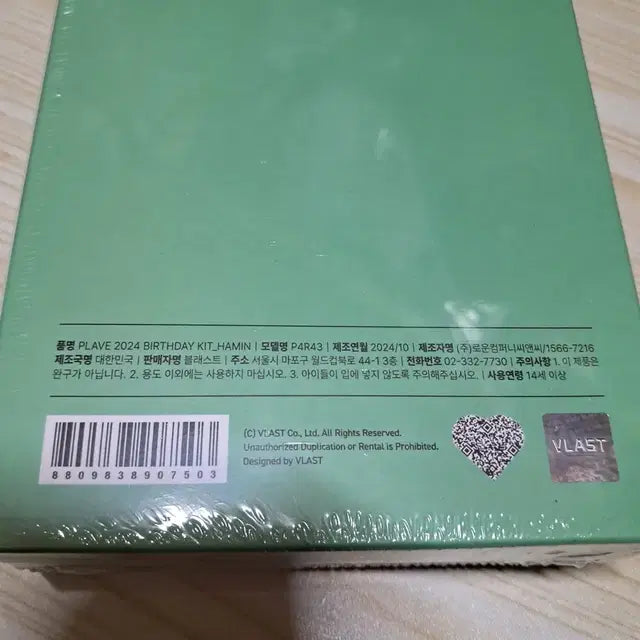 품명 PLAVE 2024 BIRTHDAY KIT_HAMIN | 모델명 P4R43 | 제조연월 2024/10 | 제조자명 (주)로운컴퍼니씨앤씨/1566-7216
제조국명 대한민국 | 판매자명 블래스트 | 주소 서울시 마포구 월드컵북로 44-1 3층 | 전화번호 02-332-7730 | 주의사항 1. 이 제품은
완구가 아닙니다. 2. 용도 이외에는 사용하지 마십시오. 3. 아이들이 입에 넣지 않도록 주의해주십시오. | 사용연령 14세 이상
(C) VLAST Co., Ltd. All Rights Reserved.
Unauthorized Duplication or Rental is Prohibited.
Designed by VLAST
VLAST
8809838907503